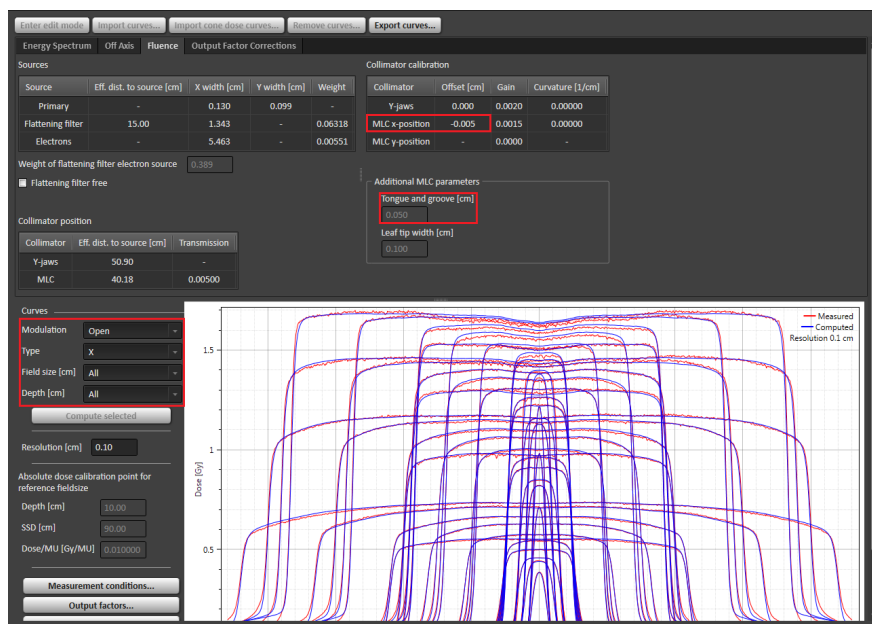 Enter edit mode Import curves... Import cone dose curves... Remove curves... Export curves...
Energy Spectrum Off Axis Fluence Output Factor Corrections
Sources
Source Eff. dist. to source [cm] X width [cm] Y width [cm] Weight
Primary - 0.130 0.099 -
Flattening filter 15.00 1.343 - 0.06318
Electrons - 5.463 - 0.00551
Weight of flattening filter electron source 0.389
Flattening filter free
Collimator position
Collimator Eff. dist. to source [cm] Transmission
Y-jaws 50.90 -
MLC 40.18 0.00500
Collimator calibration
Collimator Offset [cm] Gain Curvature [1/cm]
Y-jaws 0.000 0.0020 0.00000
MLC x-position -0.005 0.0015 0.00000
MLC y-position - 0.0000 -
Additional MLC parameters
Tongue and groove [cm]
0.050
Leaf tip width [cm]
0.100
Curves
Modulation Open
Type X
Field size [cm] All
Depth [cm] All
Compute selected
Resolution [cm] 0.10
Absolute dose calibration point for
reference fieldsize
Depth [cm] 10.00
SSD [cm] 90.00
Dose/MU [Gy/MU] 0.010000
Measurement conditions...
Output factors...
Measured
Computed
Resolution 0.1 cm
1.5
1
0.5
Dose [Gy]